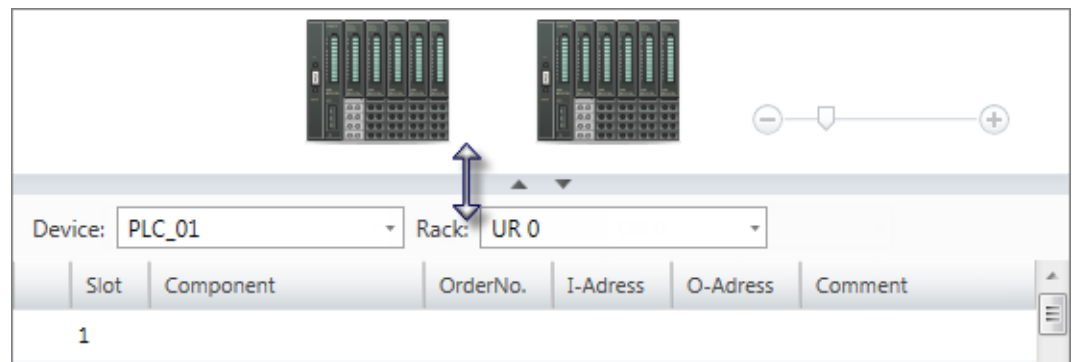 Device: PLC_01 Rack: UR 0
Slot Component OrderNo. I-Adress O-Adress Comment
1